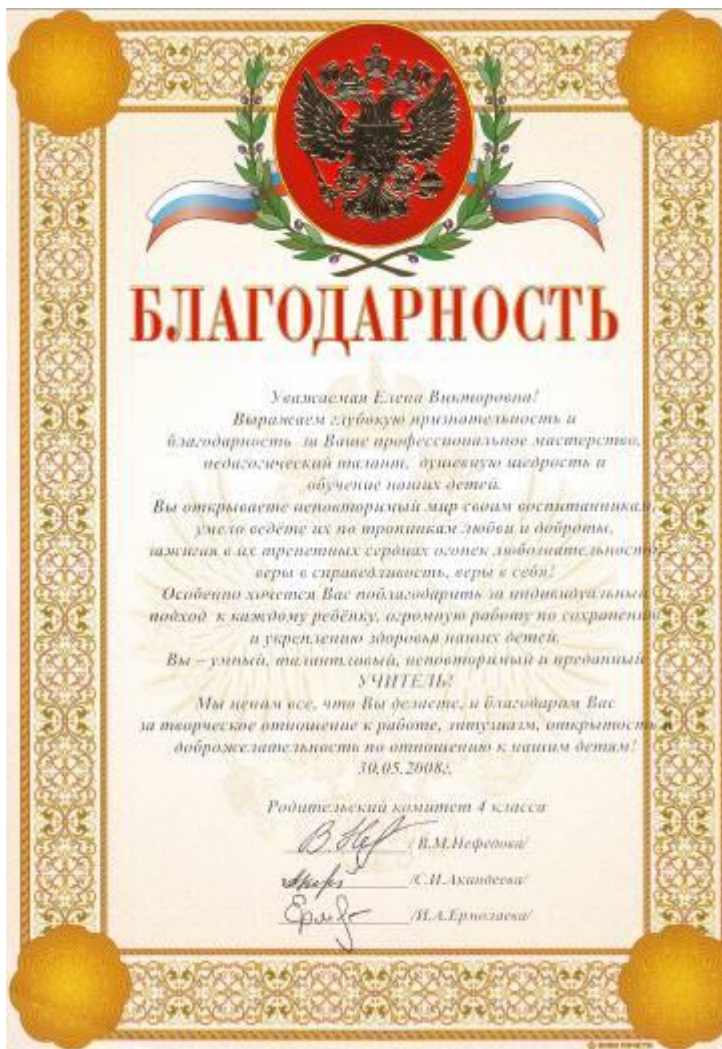 БЛАГОДАРНОСТЬ
Уважаемая Елена Викторовна!
Выражаем глубокую признательность и
благодарность за Ваше профессиональное мастерство,
педагогический талант, душевную щедрость и
обучение наших детей.
Вы открываете неповторимый мир своим воспитанникам,
умело ведёте их по тропинкам любви и доброты,
зажигая в их трепетных сердцах огонек любознательности,
веры в справедливость, веры в себя!
Особенно хочется Вас поблагодарить за индивидуальный
подход к каждому ребёнку, огромную работу по сохранению
и укреплению здоровья наших детей.
Вы – умный, талантливый, неповторимый и преданный
УЧИТЕЛЬ!
Мы ценим все, что Вы делаете, и благодарим Вас
за творческое отношение к работе, энтузиазм, открытость и
доброжелательность по отношению к нашим детям!
30.05.2008г.
Родительский комитет 4 класса
/В.М.Нефедова/
/С.И.Акандеева/
/И.А.Ермолаева/